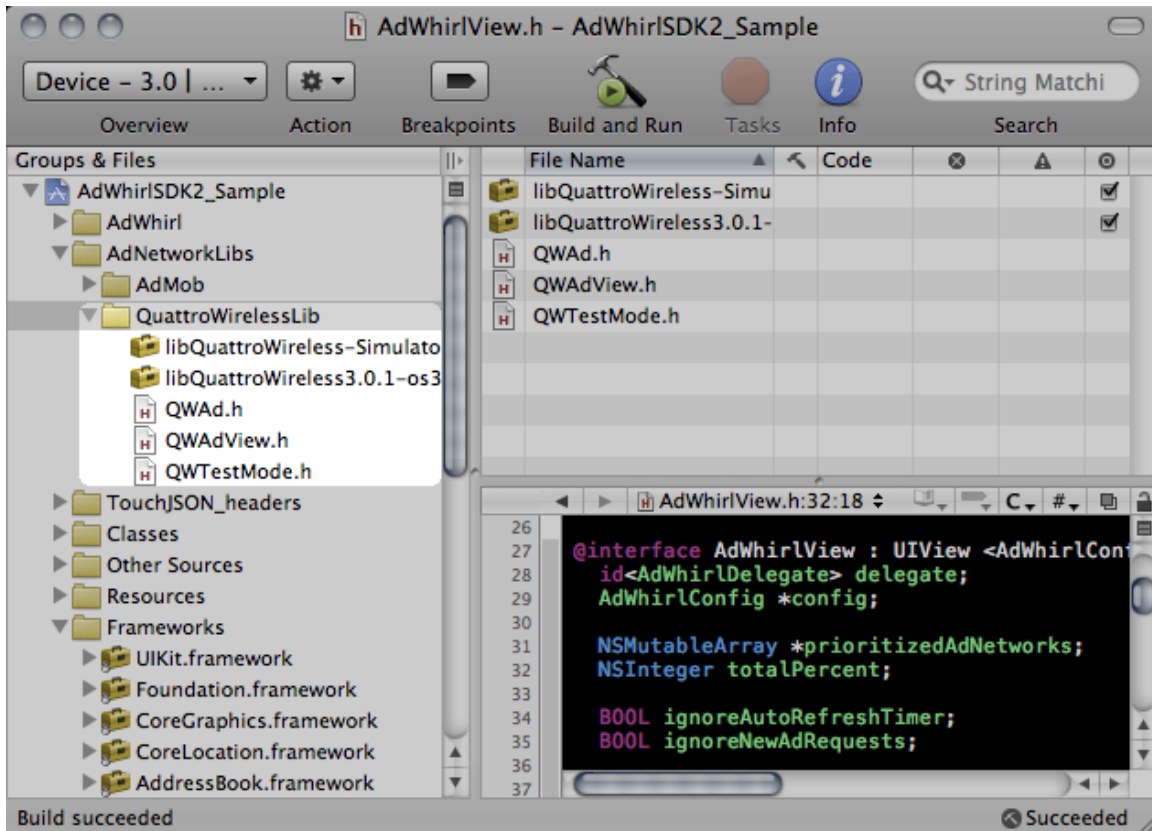 AdWhirlView.h – AdWhirlSDK2_Sample
Device – 3.0 | ...
String Matchi
Overview
Action
Breakpoints
Build and Run
Tasks
Info
Search
Groups & Files
AdWhirlSDK2_Sample
AdWhirl
AdNetworkLibs
AdMob
QuattroWirelessLib
libQuattroWireless-Simulato
libQuattroWireless3.0.1-os3
QWAd.h
QWAdView.h
QWTestMode.h
TouchJSON_headers
Classes
Other Sources
Resources
Frameworks
UIKit.framework
Foundation.framework
CoreGraphics.framework
CoreLocation.framework
AddressBook.framework
File Name
Code
libQuattroWireless-Simu
libQuattroWireless3.0.1-
QWAd.h
QWAdView.h
QWTestMode.h
AdWhirlView.h:32:18
C
#
26
27 @interface AdWhirlView : UIView <AdWhirlConf
28 id<AdWhirlDelegate> delegate;
29 AdWhirlConfig *config;
30
31 NSMutableArray *prioritizedAdNetworks;
32 NSInteger totalPercent;
33
34 BOOL ignoreAutoRefreshTimer;
35 BOOL ignoreNewAdRequests;
36
37
Build succeeded
Succeeded